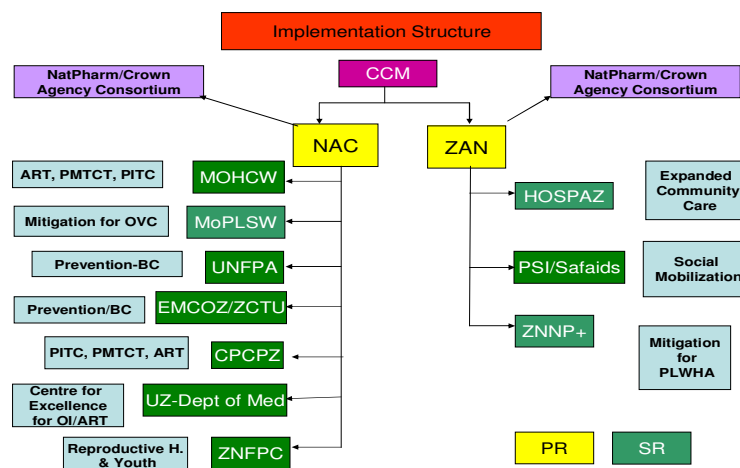 Implementation Structure
NatPharm/Crown
Agency Consortium
CCM
NatPharm/Crown
Agency Consortium
NAC
ZAN
ART, PMTCT, PITC
MOHCW
HOSPAZ
Expanded
Community
Care
Mitigation for OVC
MoPLSW
Prevention-BC
UNFPA
PSI/Safaids
Social
Mobilization
Prevention/BC
EMCOZ/ZCTU
ZNNP+
Mitigation
for
PLWHA
PITC, PMTCT, ART
CPCPZ
Centre for
Excellence
for OI/ART
UZ-Dept of Med
Reproductive H.
& Youth
ZNFPC
PR
SR